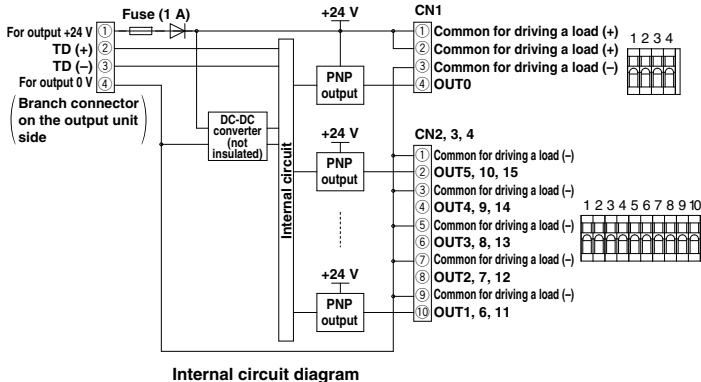 Fuse (1 A)
+24 V
CN1
For output +24 V ①
TD (+) ②
TD (–) ③
For output 0 V ④
(Branch connector
on the output unit
side)
DC-DC
converter
(not
insulated)
Internal circuit
PNP
output
① Common for driving a load (+)
② Common for driving a load (+)
③ Common for driving a load (–)
④ OUT0
1 2 3 4
+24 V
PNP
output
CN2, 3, 4
① Common for driving a load (–)
② OUT5, 10, 15
③ Common for driving a load (–)
④ OUT4, 9, 14
⑤ Common for driving a load (–)
⑥ OUT3, 8, 13
⑦ Common for driving a load (–)
⑧ OUT2, 7, 12
⑨ Common for driving a load (–)
⑩ OUT1, 6, 11
1 2 3 4 5 6 7 8 9 10
+24 V
PNP
output
Internal circuit diagram